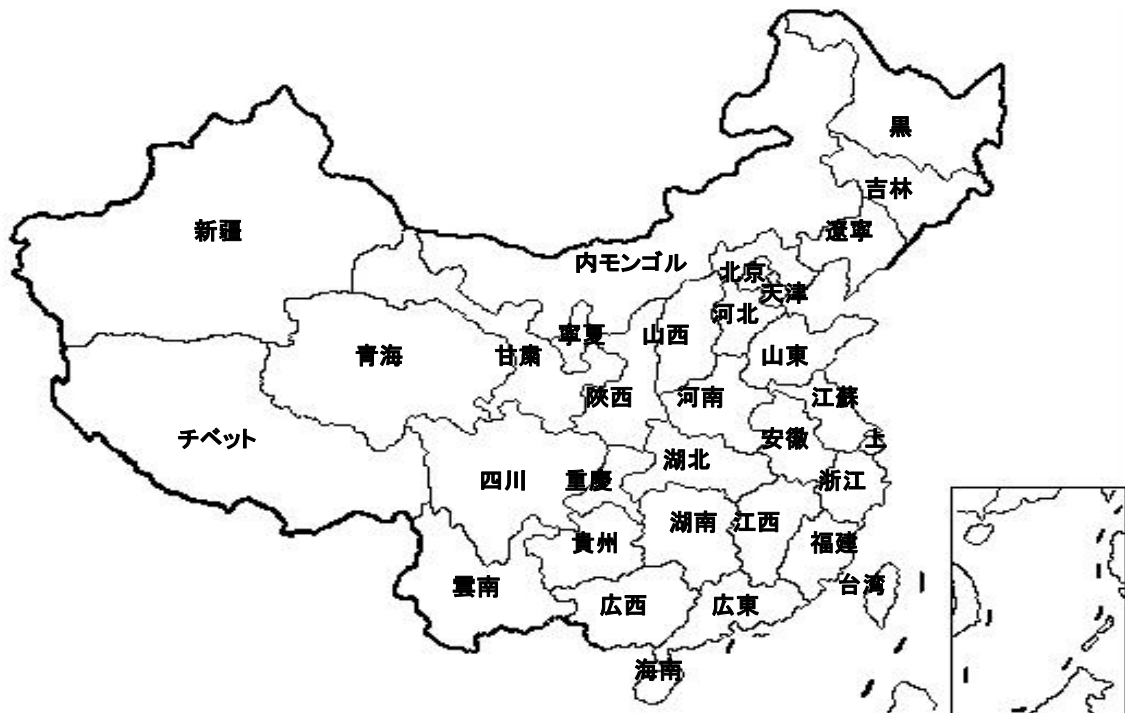 黒
吉林
遼寧
新疆
内モンゴル
北京
天津
河北
寧夏
山西
甘粛
青海
山東
陝西
河南
江蘇
チベット
安徽
上
湖北
四川
重慶
浙江
湖南
江西
貴州
福建
雲南
台湾
広西
広東
海南